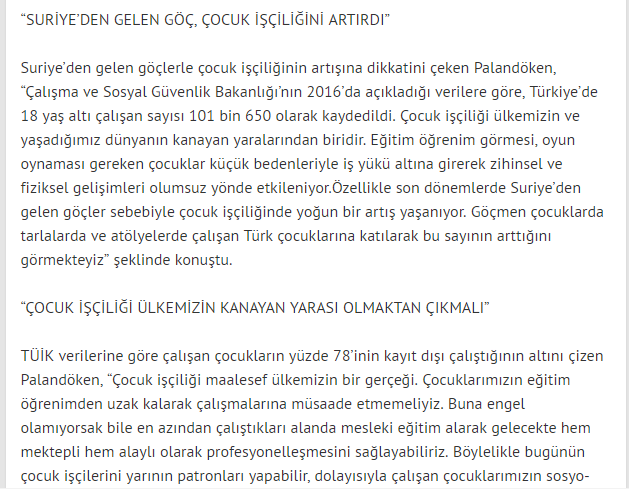 “SURİYE’DEN GELEN GÖÇ, ÇOCUK İŞÇİLİĞİNİ ARTIRDI”
Suriye’den gelen göçlerle çocuk işçiliğinin artışına dikkatini çeken Palandöken,
“Çalışma ve Sosyal Güvenlik Bakanlığı’nın 2016’da açıkladığı verilere göre, Türkiye’de
18 yaş altı çalışan sayısı 101 bin 650 olarak kaydedildi. Çocuk işçiliği ülkemizin ve
yaşadığımız dünyanın kanayan yaralarından biridir. Eğitim öğrenim görmesi, oyun
oynaması gereken çocuklar küçük bedenleriyle iş yükü altına girerek zihinsel ve
fiziksel gelişimleri olumsuz yönde etkileniyor.Özellikle son dönemlerde Suriye’den
gelen göçler sebebiyle çocuk işçiliğinde yoğun bir artış yaşanıyor. Göçmen çocuklarda
tarlalarda ve atölyelerde çalışan Türk çocuklarına katılarak bu sayının arttığını
görmekteyiz” şeklinde konuştu.
“ÇOCUK İŞÇİLİĞİ ÜLKEMİZİN KANAYAN YARASI OLMAKTAN ÇIKMALI”
TÜİK verilerine göre çalışan çocukların yüzde 78’inin kayıt dışı çalıştığının altını çizen
Palandöken, “Çocuk işçiliği maalesef ülkemizin bir gerçeği. Çocuklarımızın eğitim
öğrenimden uzak kalarak çalışmalarına müsaade etmemeliyiz. Buna engel
olamıyorsak bile en azından çalıştıkları alanda mesleki eğitim alarak gelecekte hem
mektepli hem alaylı olarak profesyonelleşmesini sağlayabiliriz. Böylelikle bugünün
çocuk işçilerini yarının patronları yapabilir, dolayısıyla çalışan çocuklarımızın sosyo-